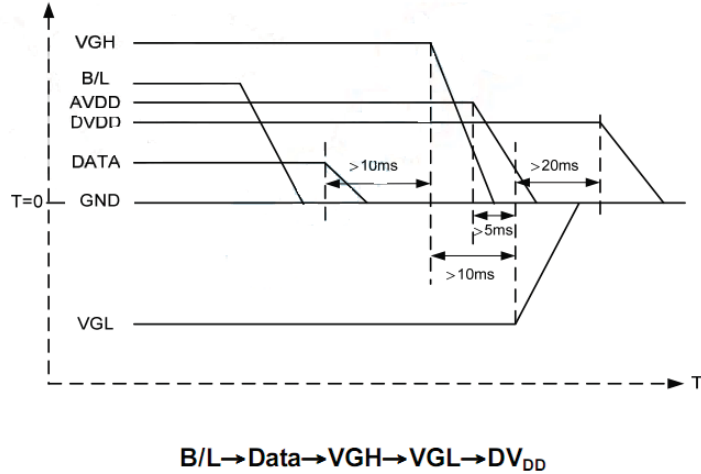 VGH
B/L
AVDD
DVDD
DATA
>10ms
>20ms
T=0
GND
>5ms
>10ms
VGL
T
B/L→Data→VGH→VGL→DVDD